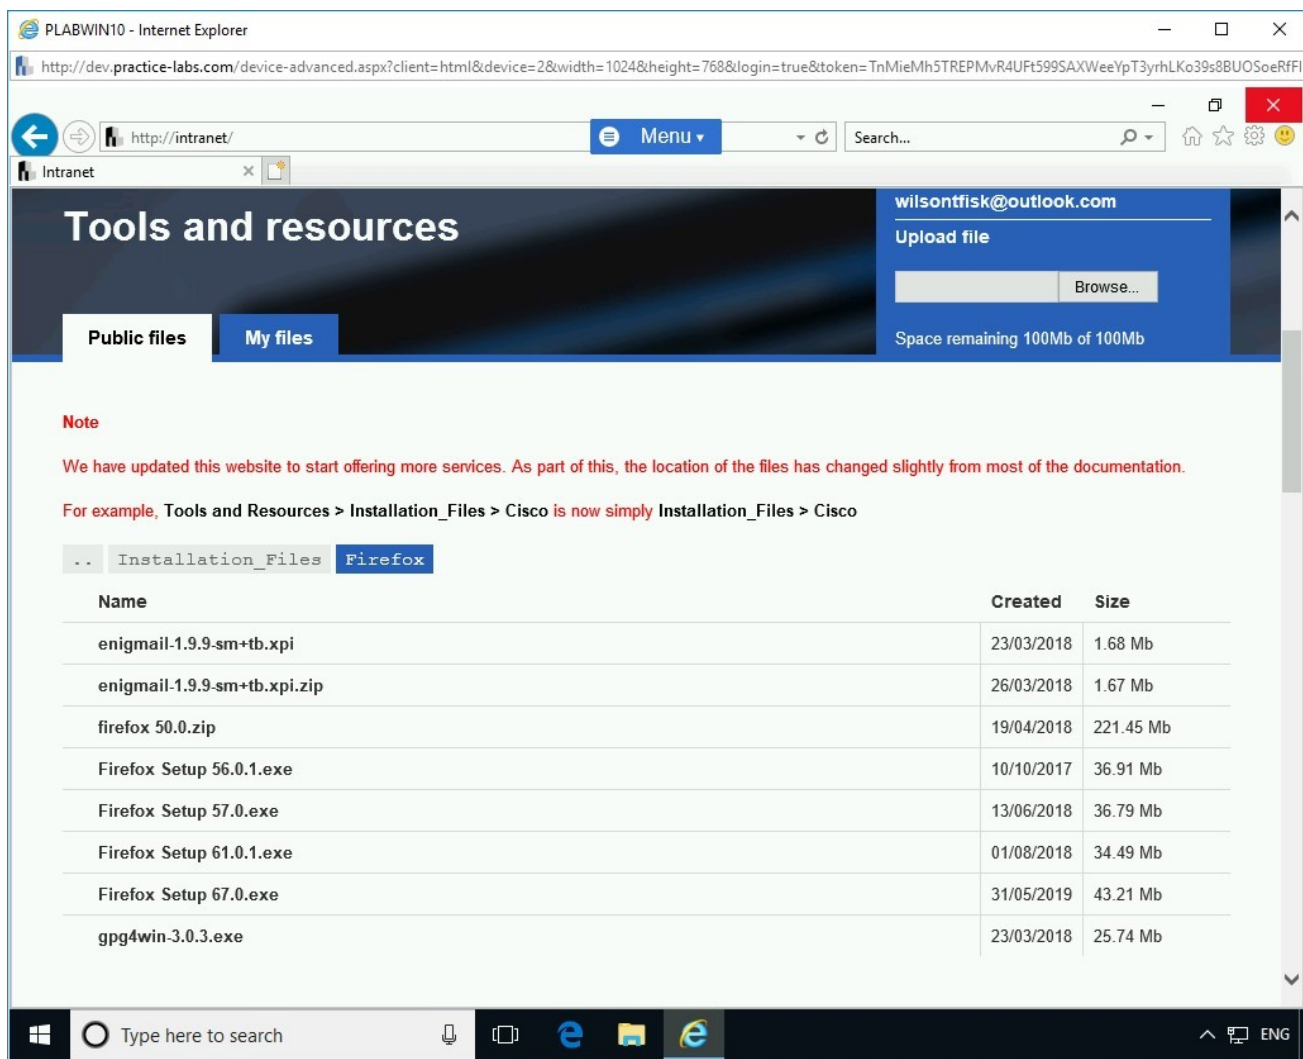 PLABWIN10 - Internet Explorer
http://dev.practice-labs.com/device-advanced.aspx?client=html&device=2&width=1024&height=768&login=true&token=TnMieMh5TREPMvR4UFt599SAXWeeYpT3yrhLKo39s8BUOSoeRfFl
http://intranet/
Menu
Search...
Intranet
Tools and resources
wilsontfisk@outlook.com
Upload file
Browse...
Space remaining 100Mb of 100Mb
Public files My files
Note
We have updated this website to start offering more services. As part of this, the location of the files has changed slightly from most of the documentation.
For example, Tools and Resources > Installation_Files > Cisco is now simply Installation_Files > Cisco
.. Installation_Files Firefox
Name Created Size
enigmail-1.9.9-sm+tb.xpi 23/03/2018 1.68 Mb
enigmail-1.9.9-sm+tb.xpi.zip 26/03/2018 1.67 Mb
firefox 50.0.zip 19/04/2018 221.45 Mb
Firefox Setup 56.0.1.exe 10/10/2017 36.91 Mb
Firefox Setup 57.0.exe 13/06/2018 36.79 Mb
Firefox Setup 61.0.1.exe 01/08/2018 34.49 Mb
Firefox Setup 67.0.exe 31/05/2019 43.21 Mb
gpg4win-3.0.3.exe 23/03/2018 25.74 Mb
Type here to search
ENG